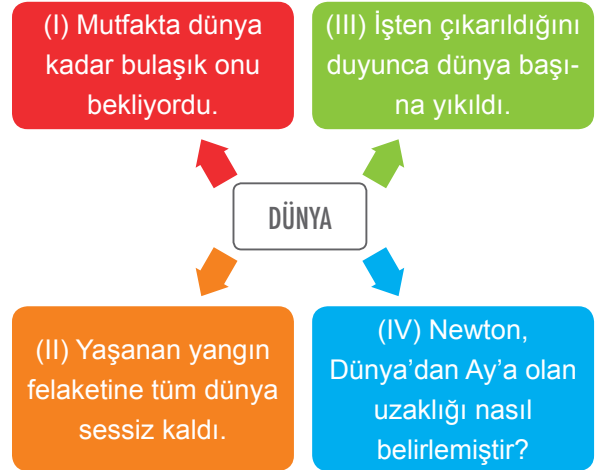 (I) Mutfakta dünya
kadar bulaşık onu
bekliyordu.
(III) İşten çıkarıldığını
duyunca dünya başı-
na yıkıldı.
DÜNYA
(II) Yaşanan yangın
felaketine tüm dünya
sessiz kaldı.
(IV) Newton,
Dünya’dan Ay’a olan
uzaklığı nasıl
belirlemiştir?